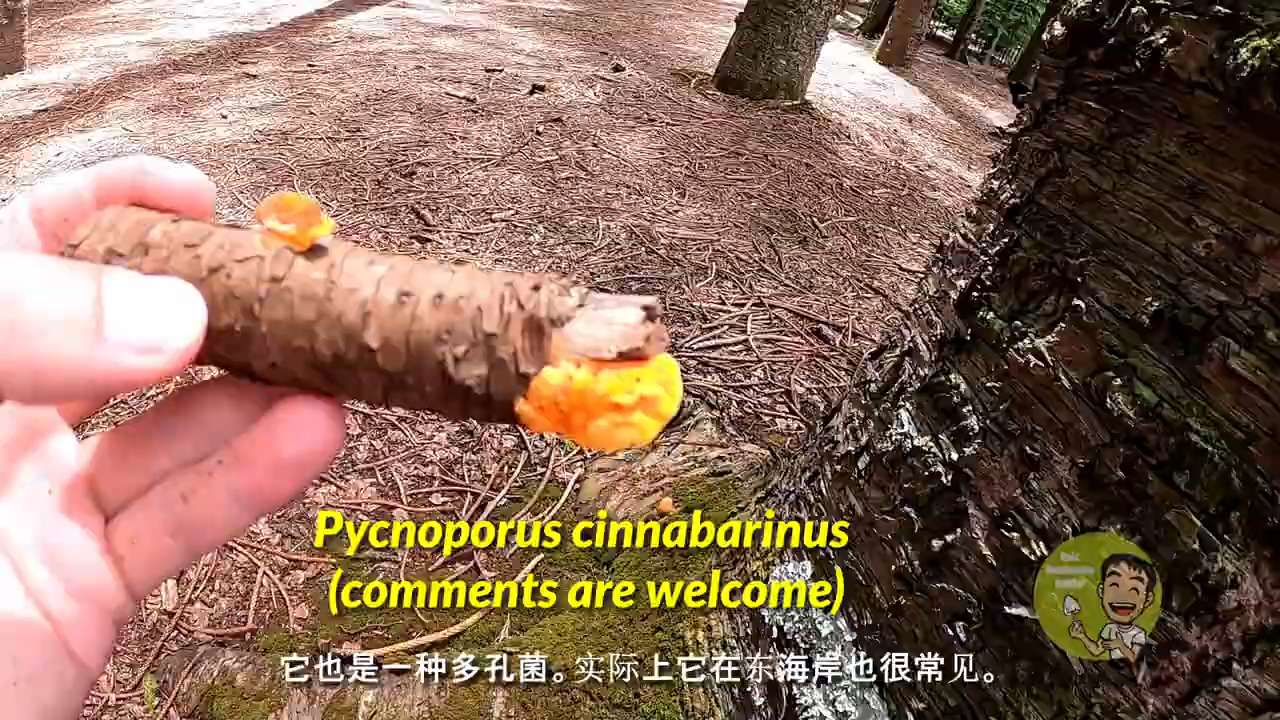 Pycnoporus cinnabarinus
(comments are welcome)
它也是一种多孔菌。实际上它在东海岸也很常见。